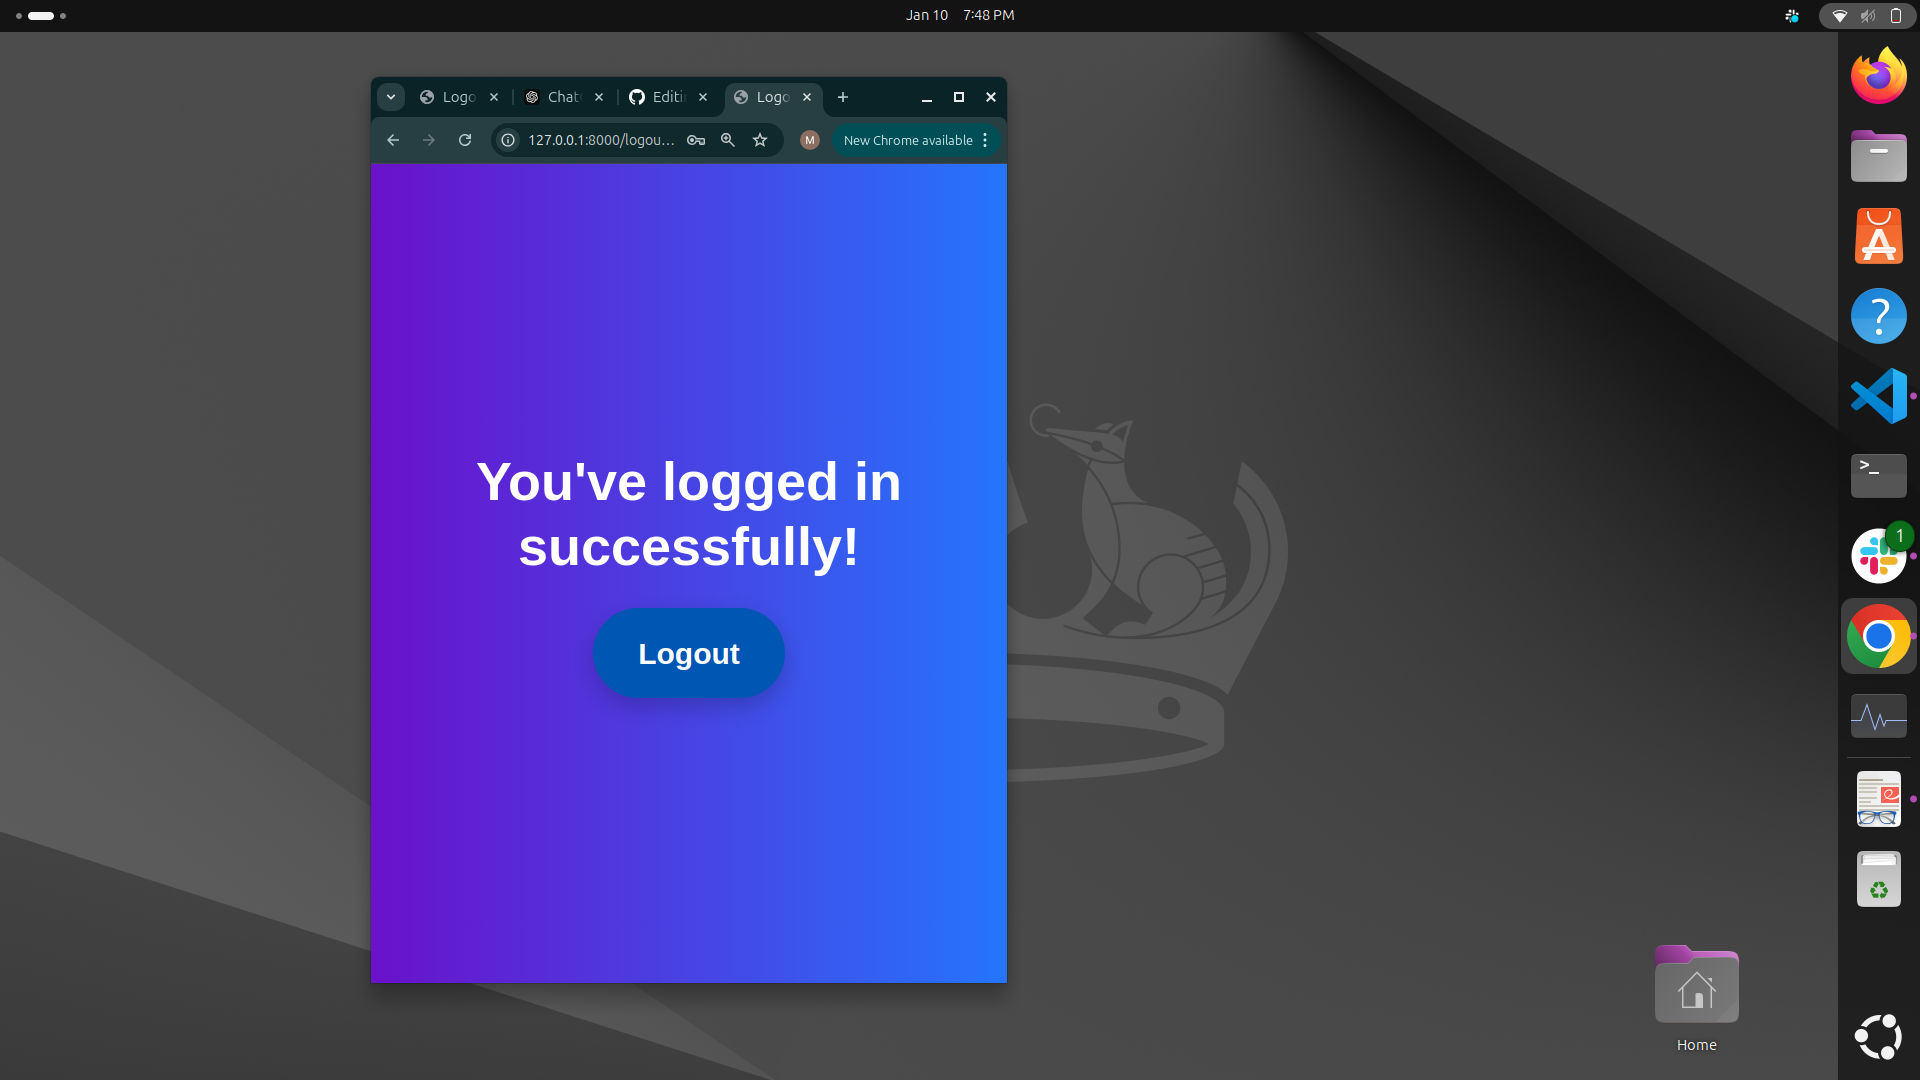 Jan 10 7:48 PM
Logo
Chat
Editi
Logo
127.0.0.1:8000/logou...
M
New Chrome available
You've logged in
successfully!
Logout
?
>_
1
Home